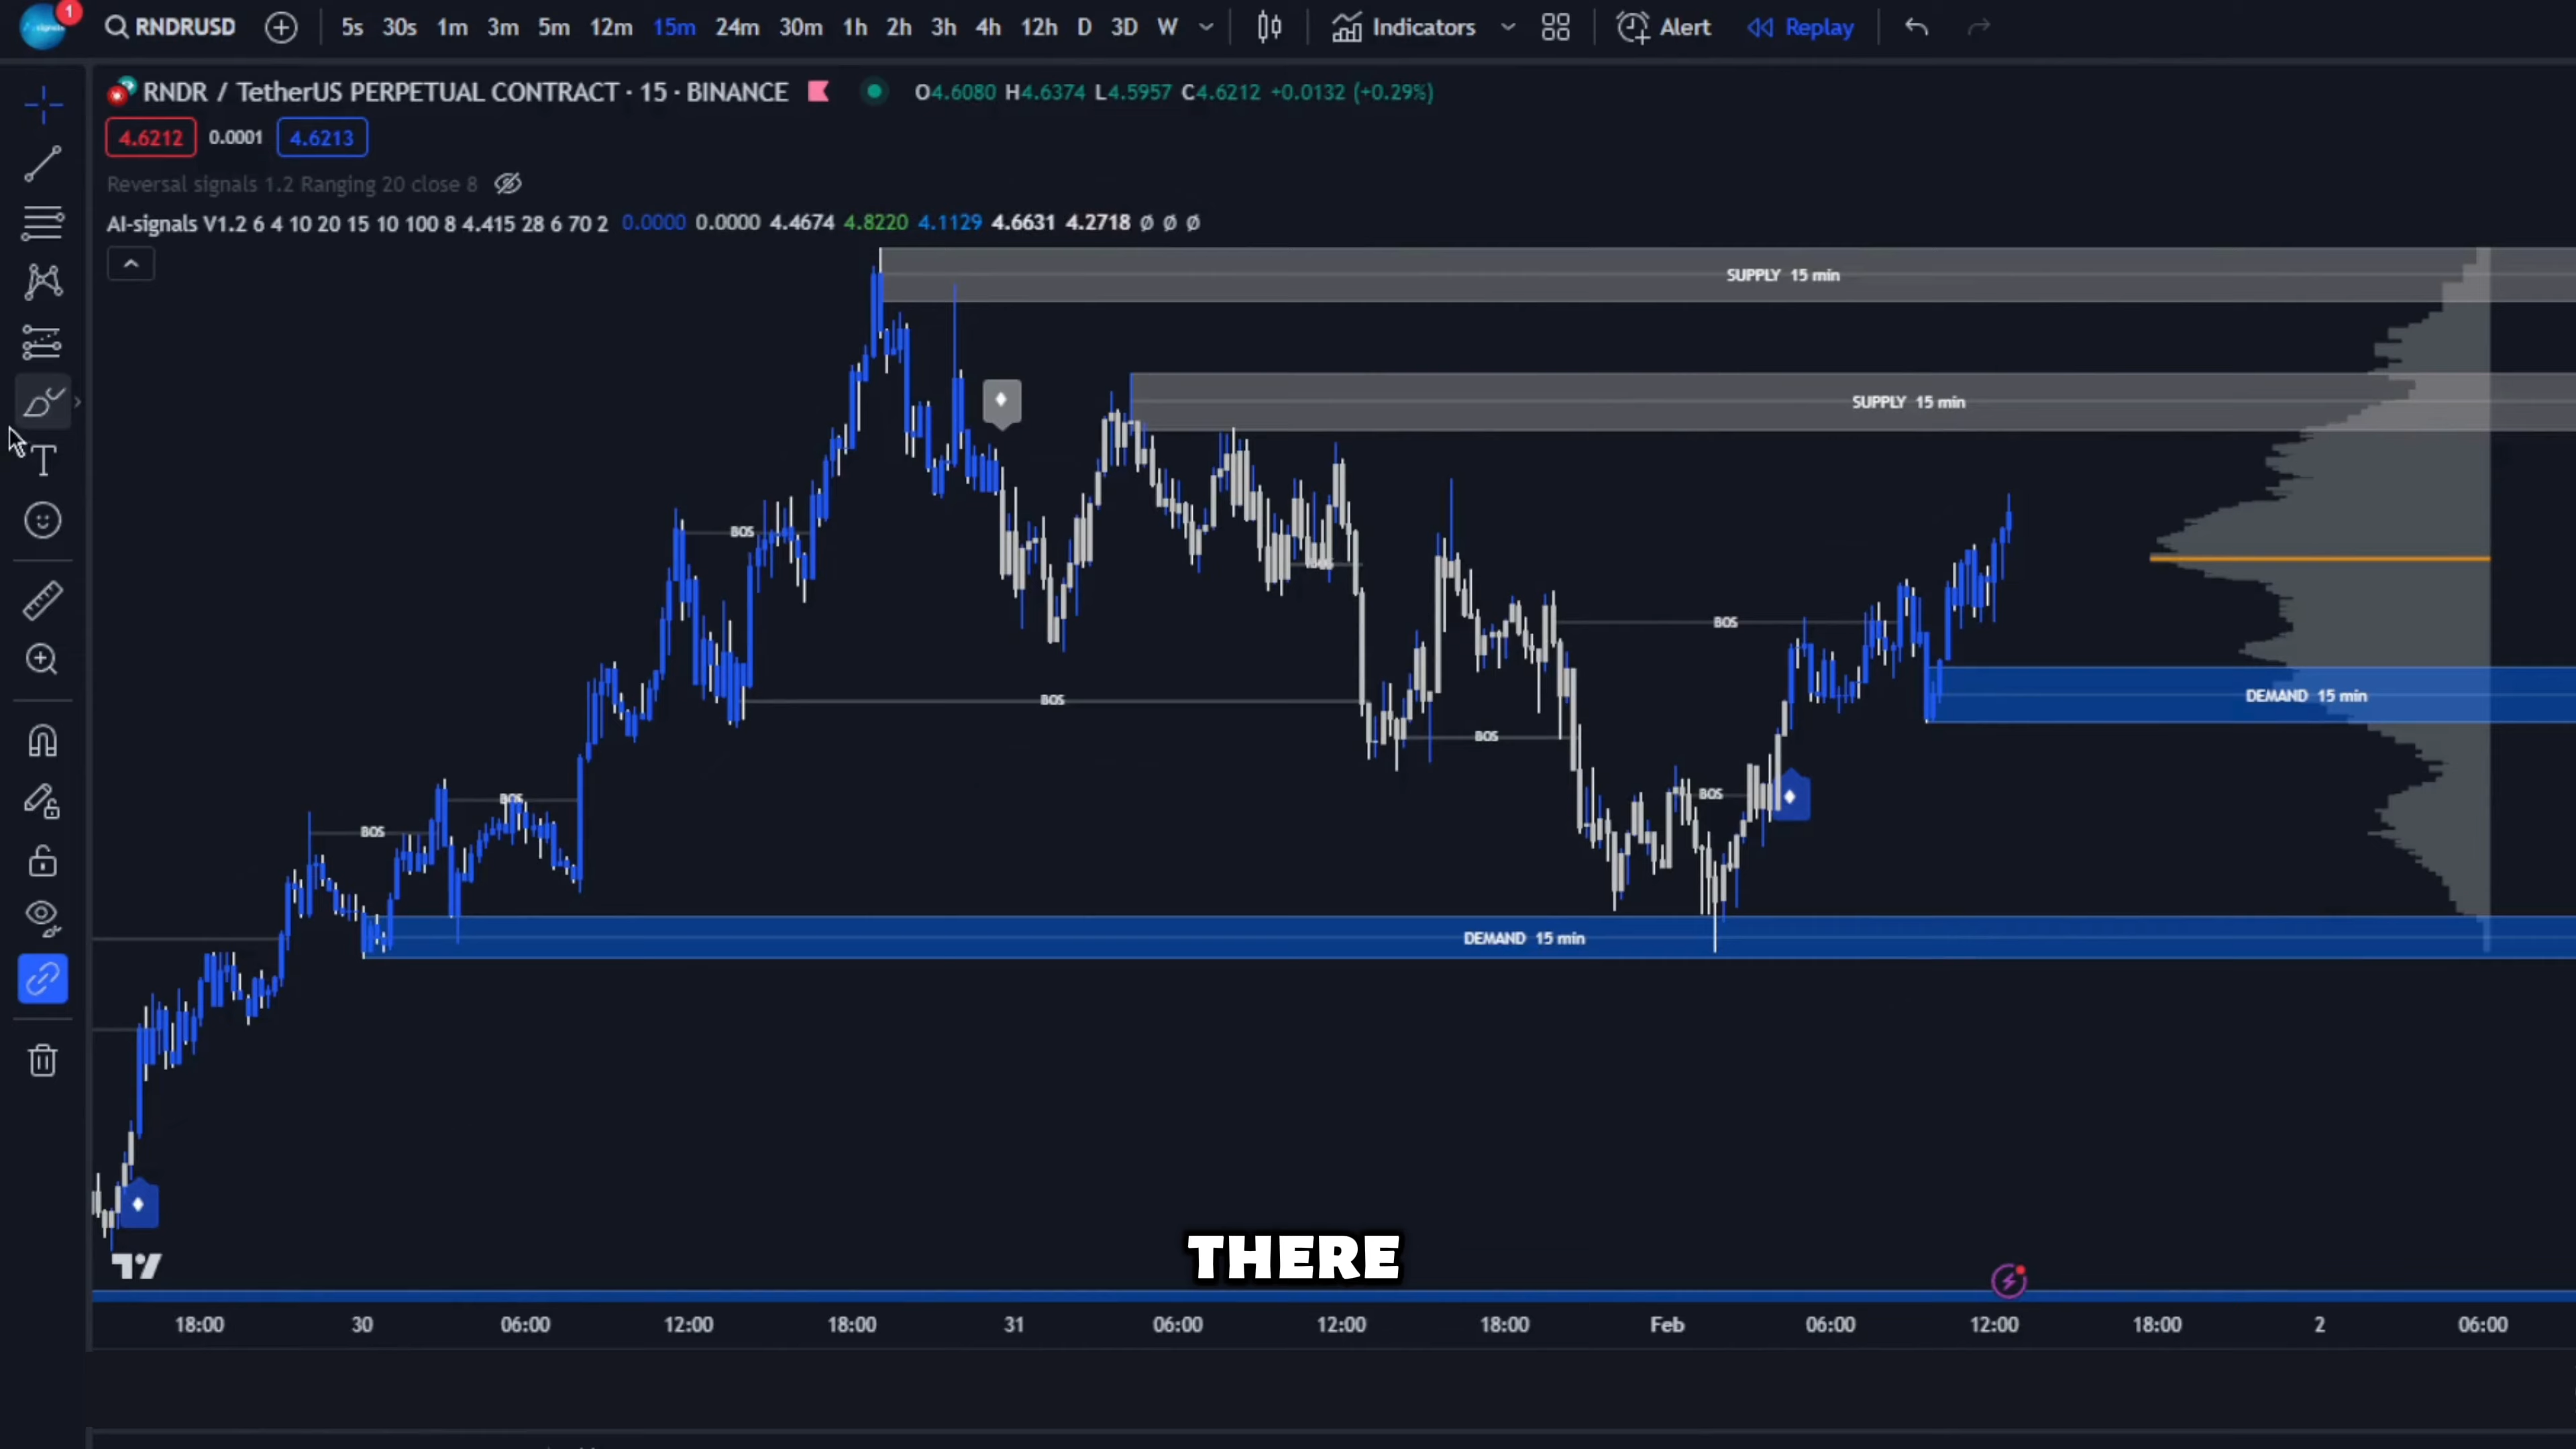 1
RNDRUSD 5s 30s 1m 3m 5m 12m 15m 24m 30m 1h 2h 3h 4h 12h D 3D W Indicators Alert Replay
RNDR / TetherUS PERPETUAL CONTRACT · 15 · BINANCE O4.6080 H4.6374 L4.5957 C4.6212 +0.0132 (+0.29%)
4.6212 0.0001 4.6213
Reversal signals 1.2 Ranging 20 close 8
AI-signals V1.2 6 4 10 20 15 10 100 8 4.415 28 6 70 2 0.0000 0.0000 4.4674 4.8220 4.1129 4.6631 4.2718 Ø Ø Ø
SUPPLY 15 min
SUPPLY 15 min
BOS
BOS
BOS
DEMAND 15 min
BOS
BOS
BOS
BOS
BOS
DEMAND 15 min
THERE
18:00 30 06:00 12:00 18:00 31 06:00 12:00 18:00 Feb 06:00 12:00 18:00 2 06:00